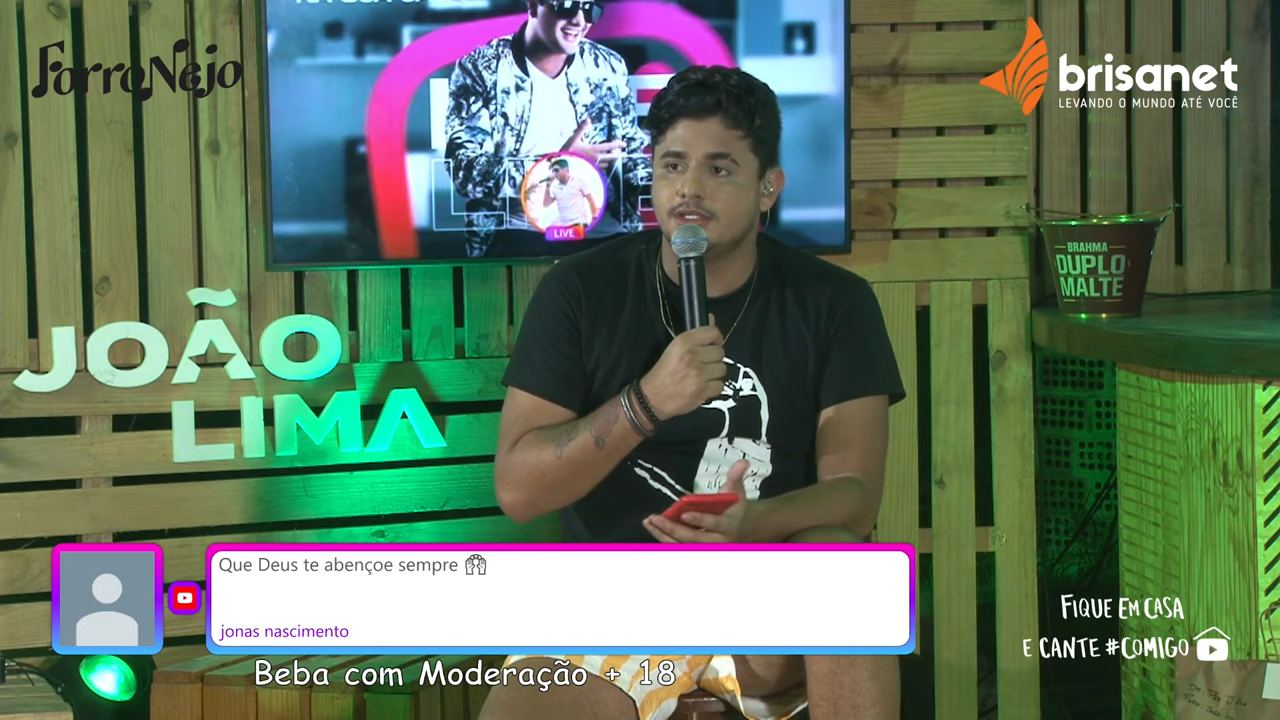 ForroNejo
brisanet
LEVANDO O MUNDO ATÉ VOCÊ
LIVE
BRAHMA
DUPLO
MALTE
JOÃO
LIMA
Que Deus te abençoe sempre 🙌
jonas nascimento
Beba com Moderação + 18
FIQUE EM CASA
E CANTE #COMIGO